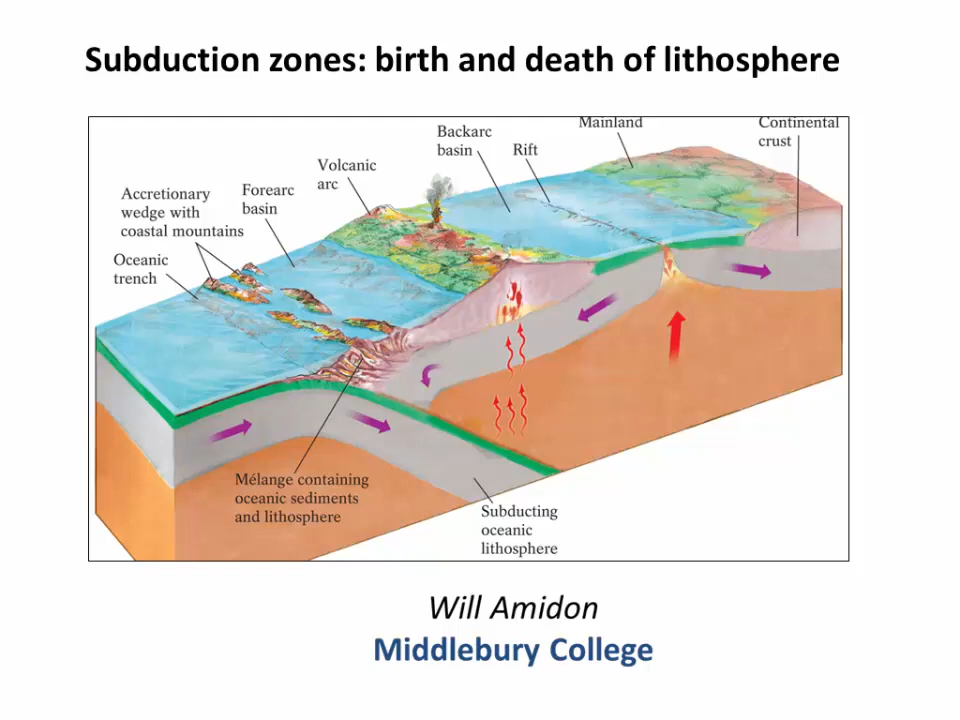 Subduction zones: birth and death of lithosphere
Mainland
Continental
crust
Backarc
basin
Rift
Volcanic
arc
Accretionary
wedge with
coastal mountains
Forearc
basin
Oceanic
trench
Mélange containing
oceanic sediments
and lithosphere
Subducting
oceanic
lithosphere
Will Amidon
Middlebury College